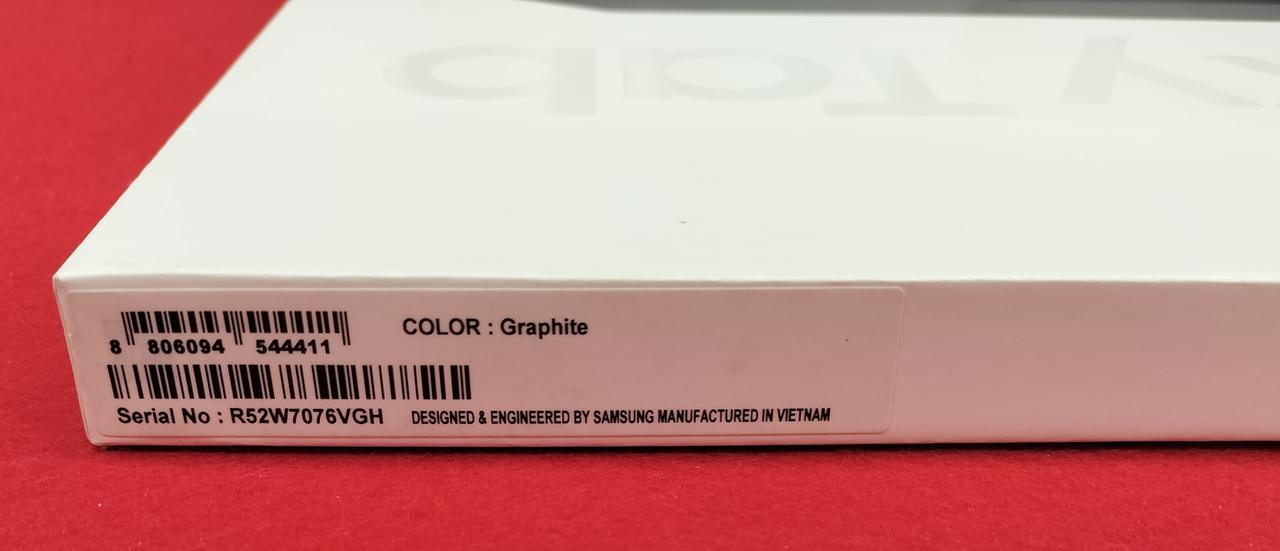 y Tab
8 806094 544411
COLOR : Graphite
Serial No : R52W7076VGH
DESIGNED & ENGINEERED BY SAMSUNG MANUFACTURED IN VIETNAM